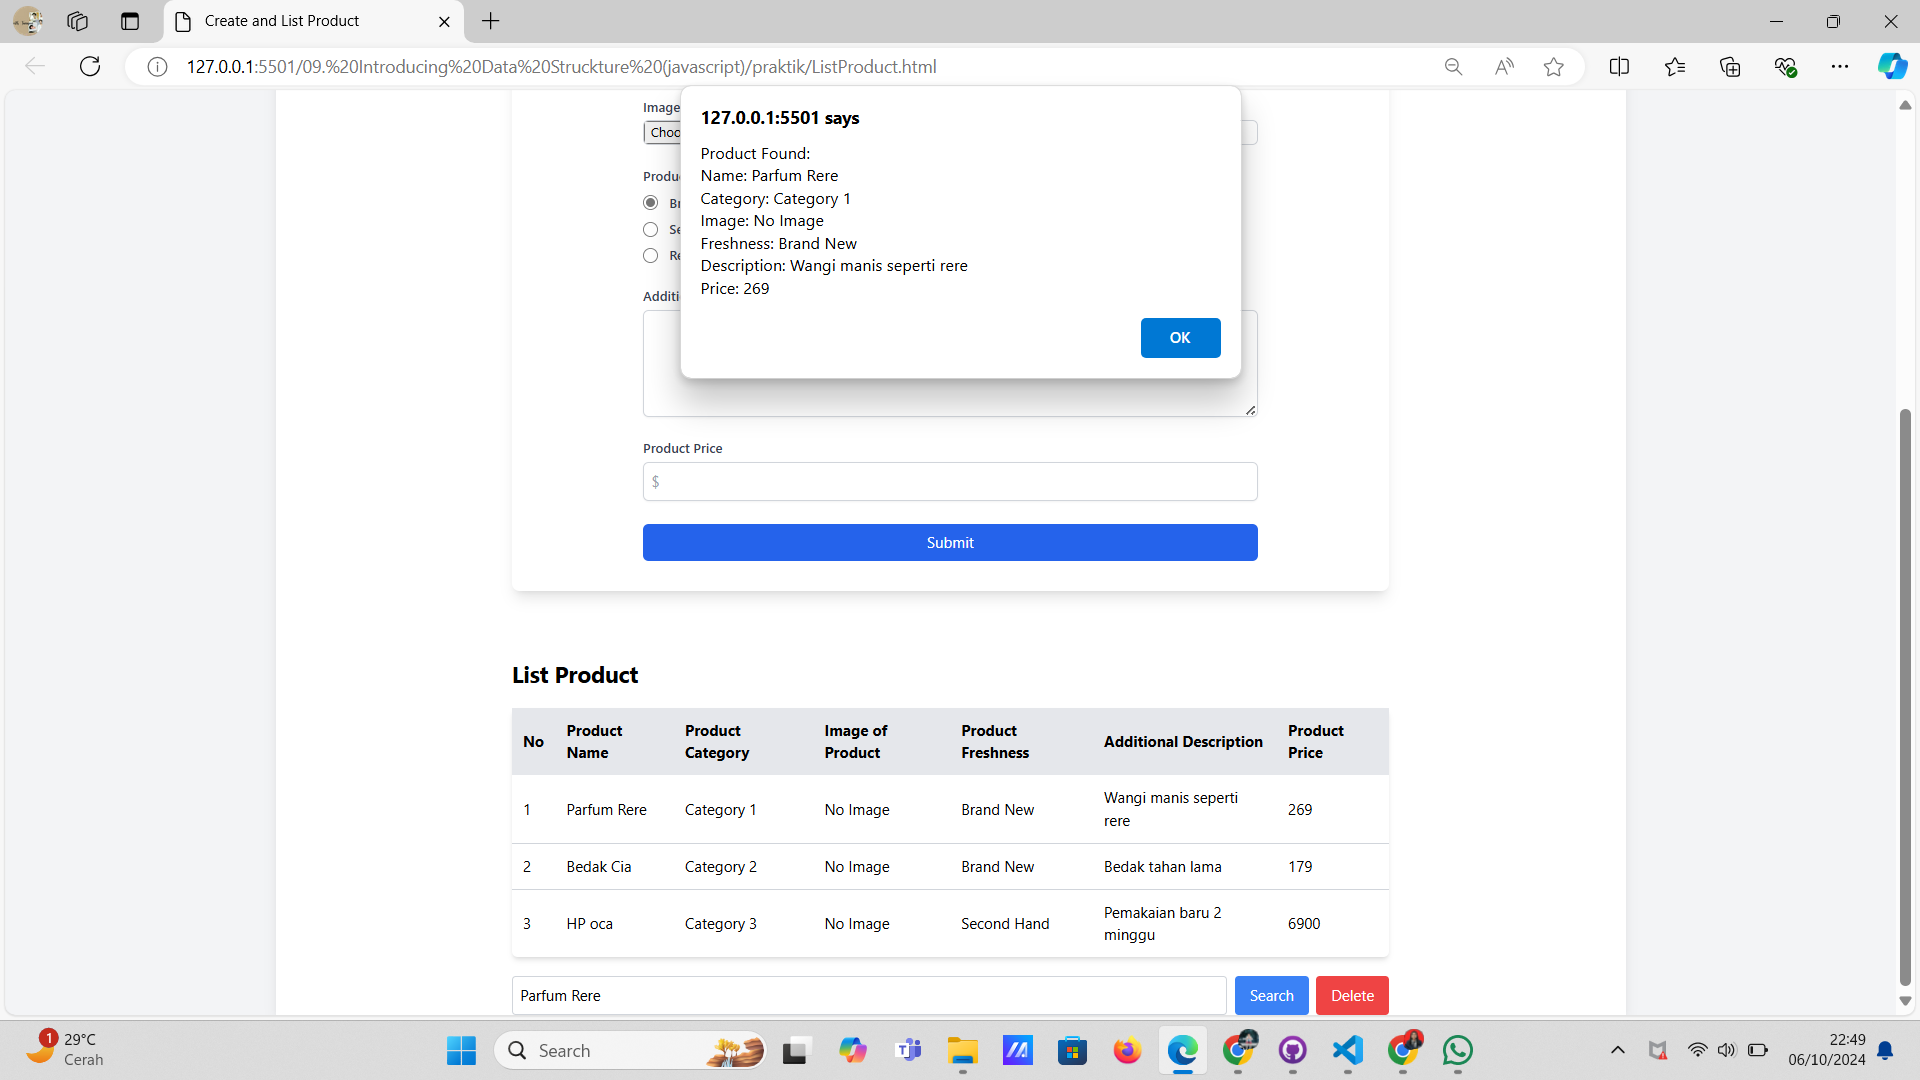 Create and List Product
127.0.0.1:5501/09.%20Introducing%20Data%20Struckture%20(javascript)/praktik/ListProduct.html
127.0.0.1:5501 says
Product Found:
Name: Parfum Rere
Category: Category 1
Image: No Image
Freshness: Brand New
Description: Wangi manis seperti rere
Price: 269
OK
Image
Choo
Produ
Br
Se
Re
Additi
Product Price
$
Submit
List Product
No Product Name Product Category Image of Product Product Freshness Additional Description Product Price
1 Parfum Rere Category 1 No Image Brand New Wangi manis seperti rere 269
2 Bedak Cia Category 2 No Image Brand New Bedak tahan lama 179
3 HP oca Category 3 No Image Second Hand Pemakaian baru 2 minggu 6900
Parfum Rere Search Delete
1 29°C
Cerah
Search
22:49
06/10/2024